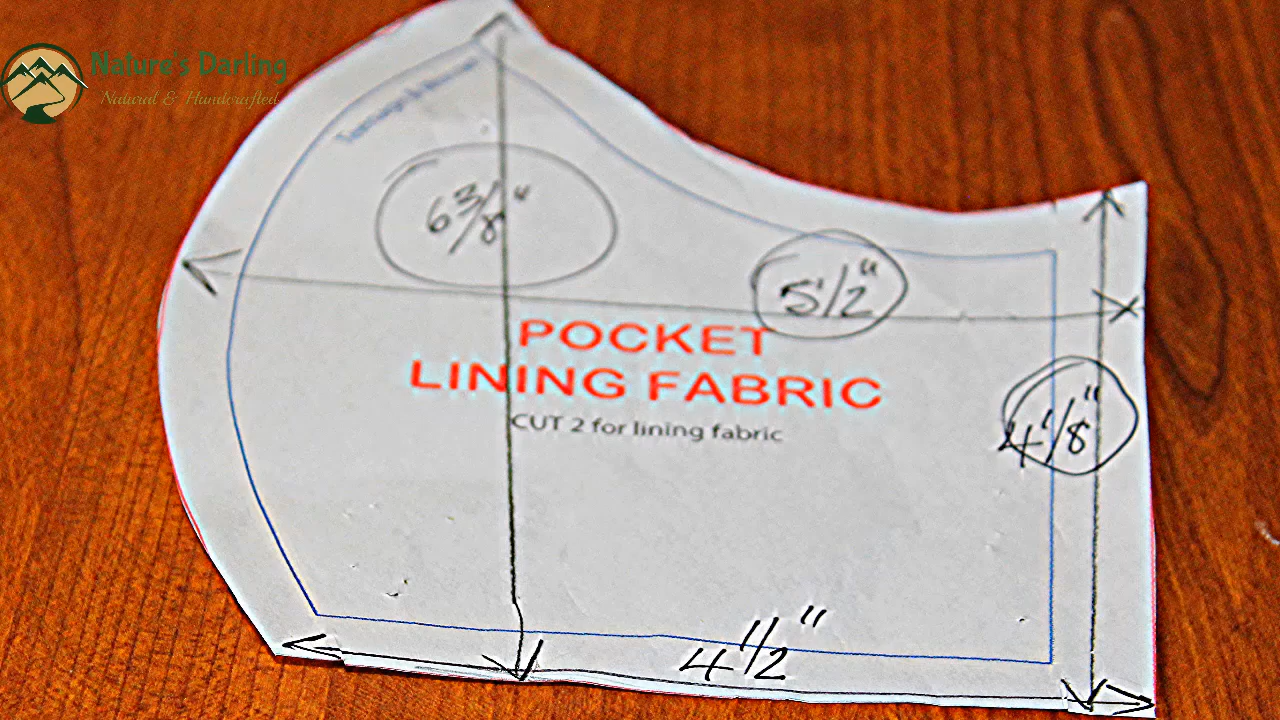 Nature's Darling
Natural & Handcrafted
6 3/8"
5 1/2"
POCKET
LINING FABRIC
CUT 2 for lining fabric
4 1/8"
4 1/2"